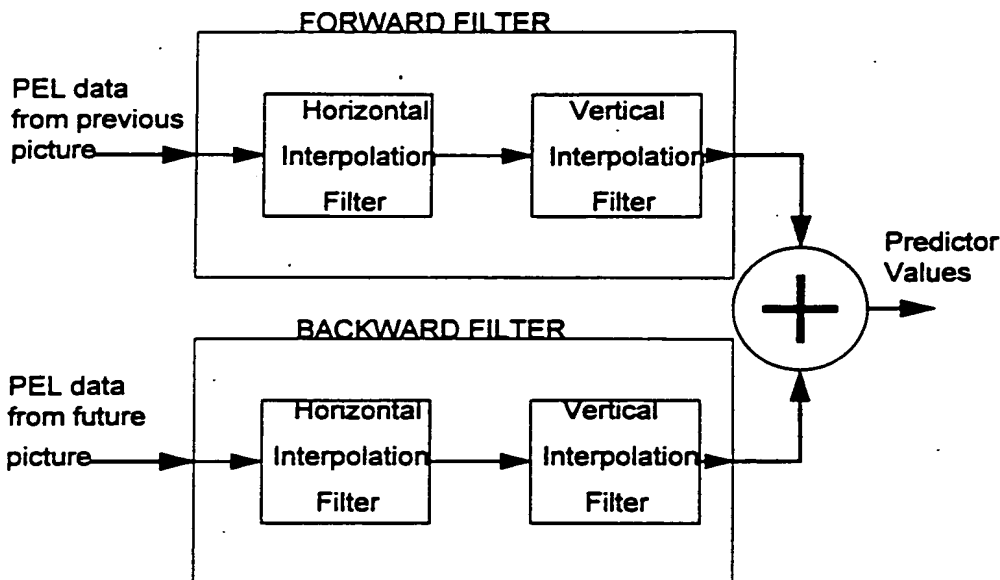 FORWARD FILTER
PEL data
from previous
picture
Horizontal
Interpolation
Filter
Vertical
Interpolation
Filter
Predictor
Values
BACKWARD FILTER
PEL data
from future
picture
Horizontal
Interpolation
Filter
Vertical
Interpolation
Filter